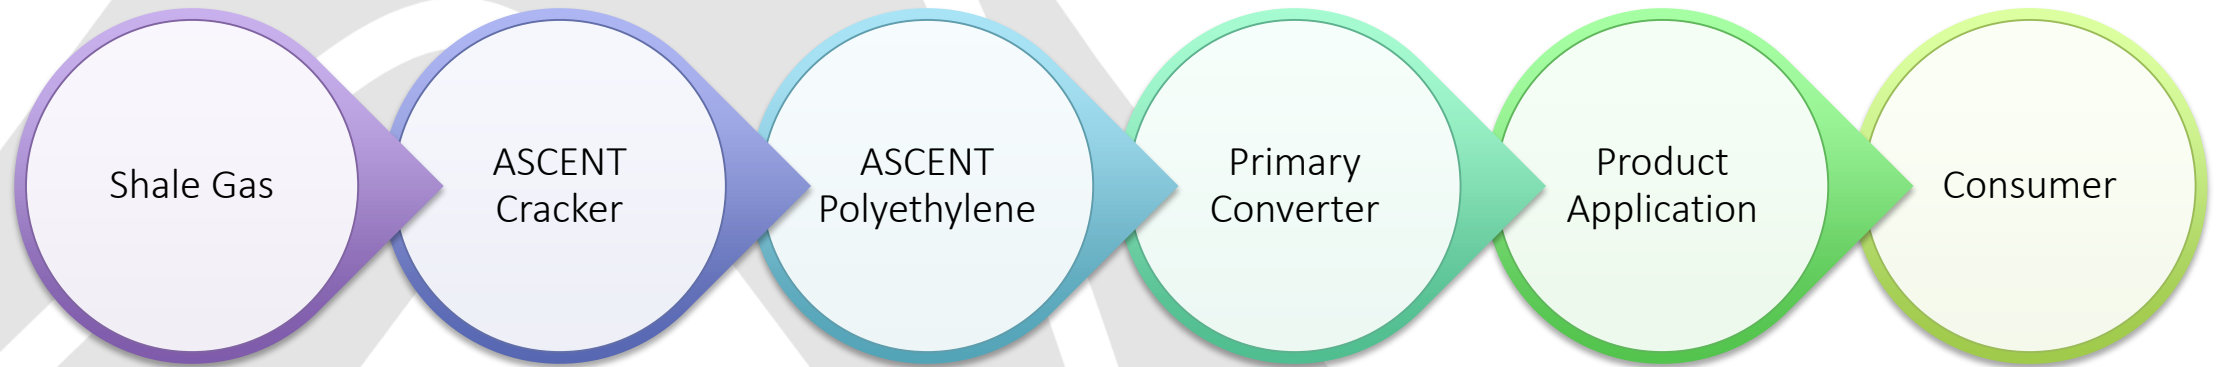 Shale Gas
ASCENT
Cracker
ASCENT
Polyethylene
Primary
Converter
Product
Application
Consumer